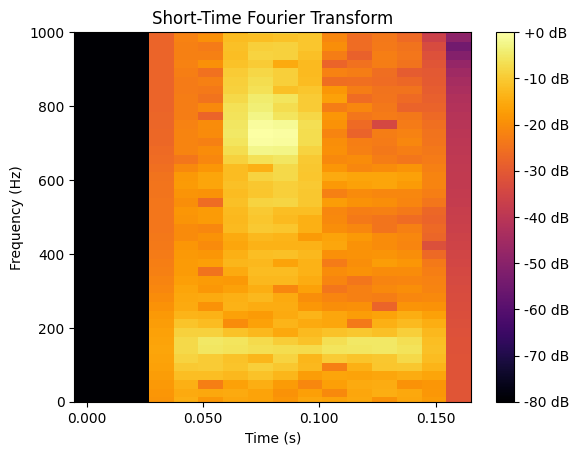 Short-Time Fourier Transform
1000
800
600
400
200
0
Frequency (Hz)
0.000
0.050
0.100
0.150
Time (s)
+0 dB
-10 dB
-20 dB
-30 dB
-40 dB
-50 dB
-60 dB
-70 dB
-80 dB